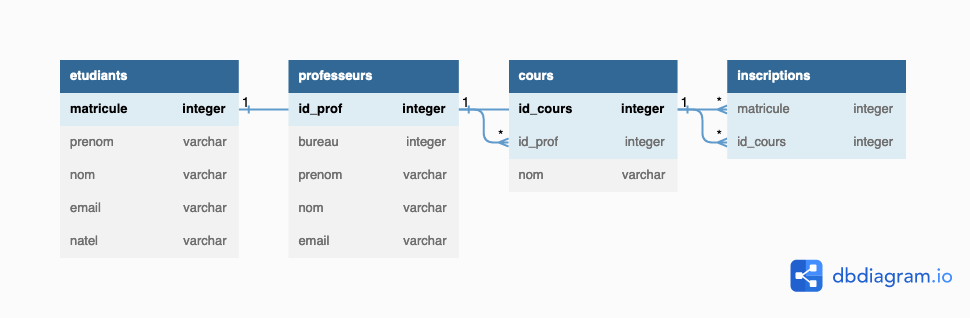 etudiants
matricule integer
prenom varchar
nom varchar
email varchar
natel varchar
professeurs
id_prof integer
bureau integer
prenom varchar
nom varchar
email varchar
cours
id_cours integer
id_prof integer
nom varchar
inscriptions
matricule integer
id_cours integer
1
1
*
1
*
*
dbdiagram.io